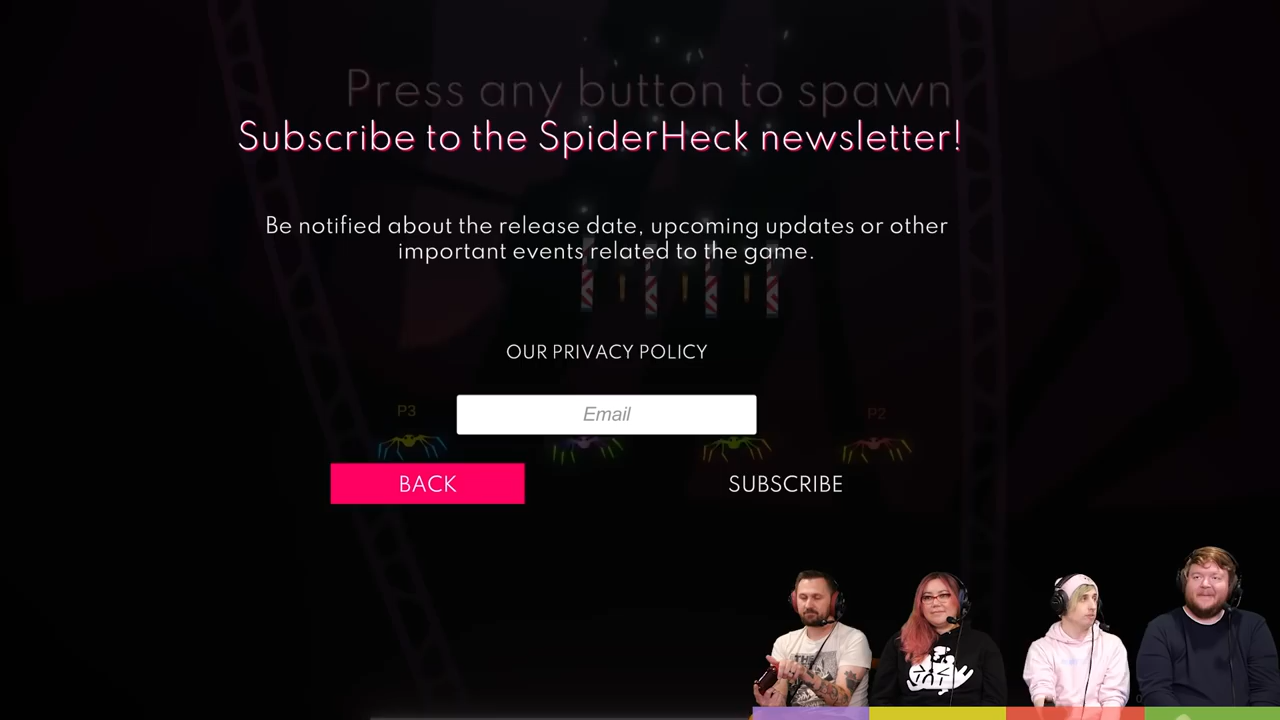 Press any button to spawn
Subscribe to the SpiderHeck newsletter!
Be notified about the release date, upcoming updates or other
important events related to the game.
OUR PRIVACY POLICY
Email
P3
P2
BACK
SUBSCRIBE